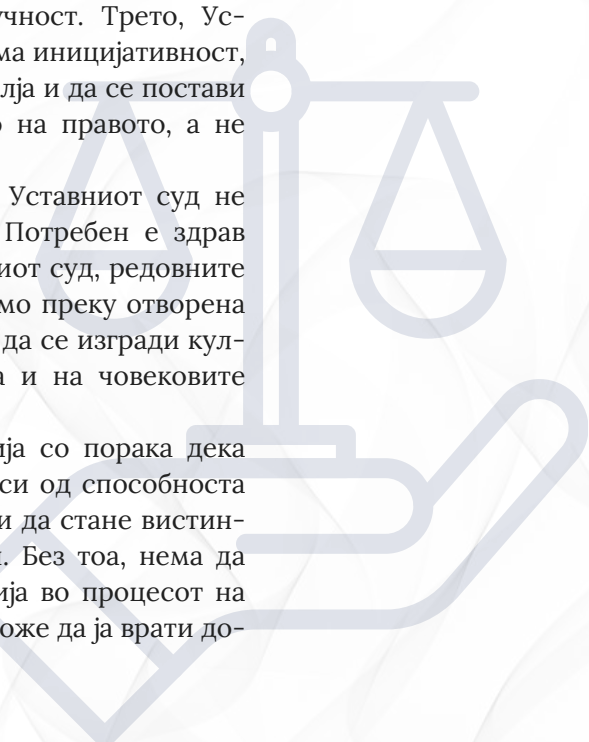 учност. Трето, Ус-
ма иницијативност,
лја и да се постави
о на правото, а не
Уставниот суд не
Потребен е здрав
иот суд, редовните
мо преку отворена
да се изгради кул-
а и на човековите
ија со порака дека
си од способноста
и да стане вистин-
. Без тоа, нема да
ија во процесот на
оже да ја врати до-